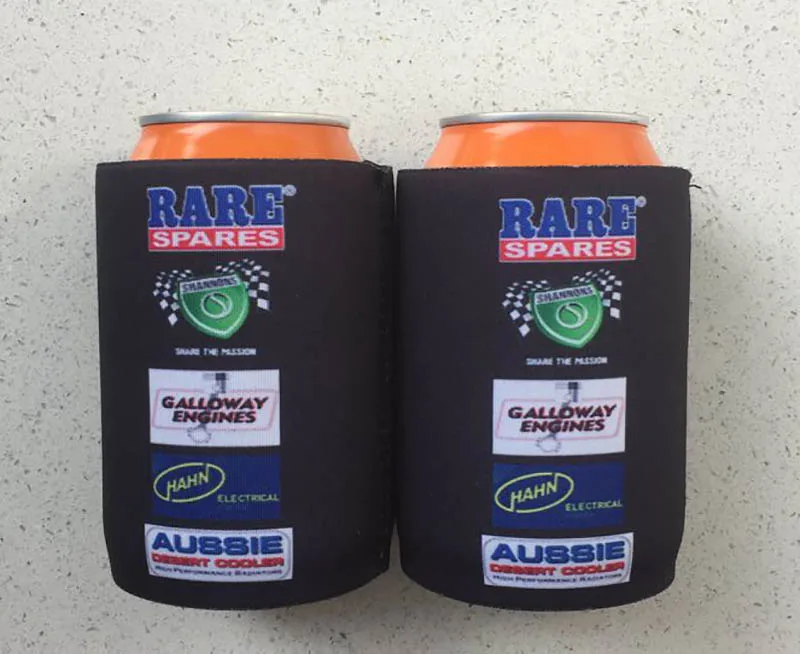 RARE®
SPARES
SHANNONS
SHARE THE PASSION
GALLOWAY
ENGINES
HAHN
ELECTRICAL
AUSSIE
DESERT COOLER
HIGH PERFORMANCE RADIATORS
RARE®
SPARES
SHANNONS
SHARE THE PASSION
GALLOWAY
ENGINES
HAHN
ELECTRICAL
AUSSIE
DESERT COOLER
HIGH PERFORMANCE RADIATORS